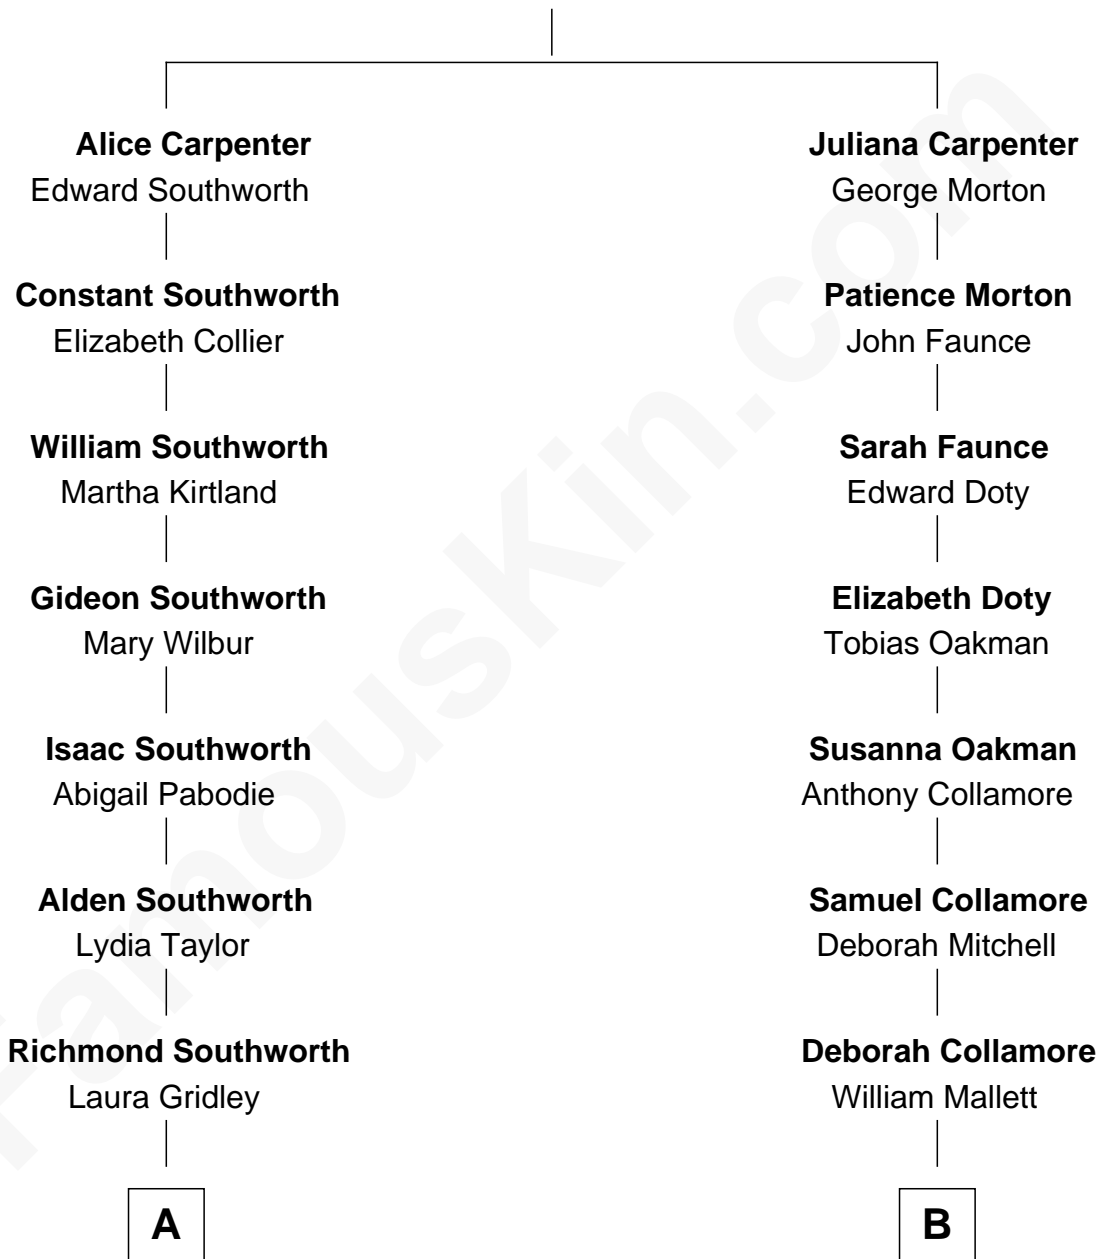 Alice Carpenter
Edward Southworth
Constant Southworth
Elizabeth Collier
William Southworth
Martha Kirtland
Gideon Southworth
Mary Wilbur
Isaac Southworth
Abigail Pabodie
Alden Southworth
Lydia Taylor
Richmond Southworth
Laura Gridley
A
Juliana Carpenter
George Morton
Patience Morton
John Faunce
Sarah Faunce
Edward Doty
Elizabeth Doty
Tobias Oakman
Susanna Oakman
Anthony Collamore
Samuel Collamore
Deborah Mitchell
Deborah Collamore
William Mallett
B
FamousKin.com